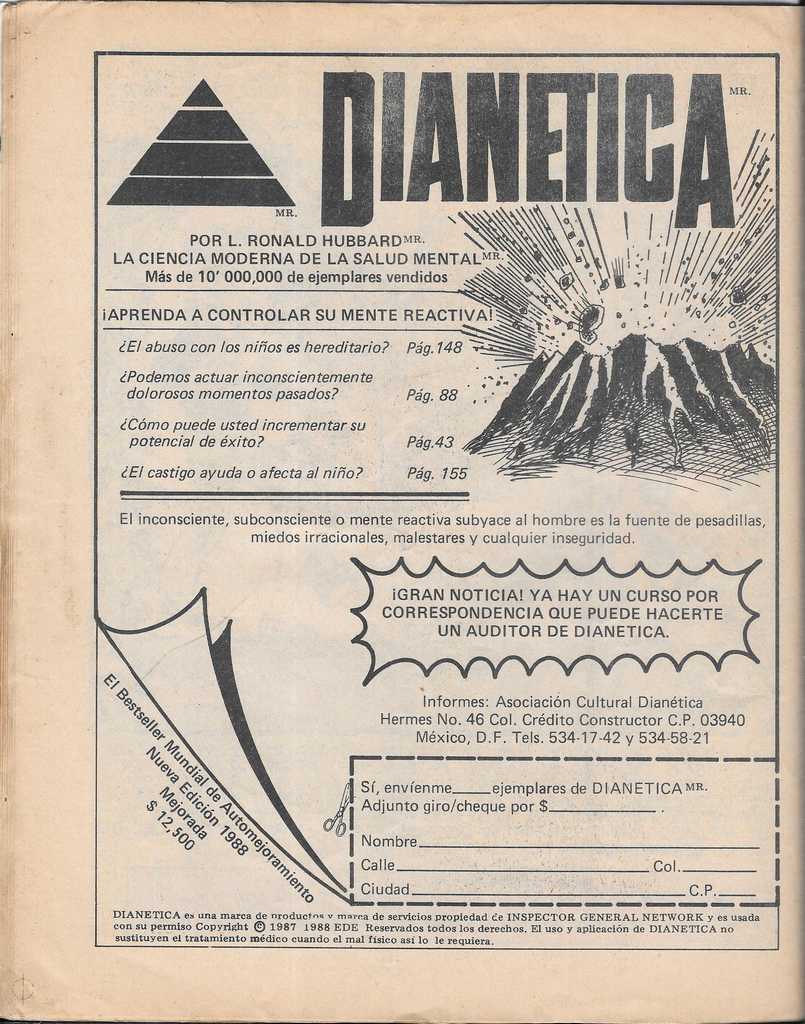 DIANETICA MR.
MR.
POR L. RONALD HUBBARD MR.
LA CIENCIA MODERNA DE LA SALUD MENTAL MR.
Más de 10' 000,000 de ejemplares vendidos
¡APRENDA A CONTROLAR SU MENTE REACTIVA!
¿El abuso con los niños es hereditario? Pág.148
¿Podemos actuar inconscientemente
dolorosos momentos pasados? Pág. 88
¿Cómo puede usted incrementar su
potencial de éxito? Pág.43
¿El castigo ayuda o afecta al niño? Pág. 155
El inconsciente, subconsciente o mente reactiva subyace al hombre es la fuente de pesadillas,
miedos irracionales, malestares y cualquier inseguridad.
¡GRAN NOTICIA! YA HAY UN CURSO POR
CORRESPONDENCIA QUE PUEDE HACERTE
UN AUDITOR DE DIANETICA.
Informes: Asociación Cultural Dianética
Hermes No. 46 Col. Crédito Constructor C.P. 03940
México, D.F. Tels. 534-17-42 y 534-58-21
El Bestseller Mundial de Automejoramiento
Nueva Edición 1988
Mejorada
$ 12,500
Sí, envíenme____ejemplares de DIANETICA MR.
Adjunto giro/cheque por $____________ .
Nombre____________
Calle____________Col.____________
Ciudad____________C.P.____
DIANETICA es una marca de productos y marca de servicios propiedad de INSPECTOR GENERAL NETWORK y es usada
con su permiso Copyright © 1987 1988 EDE Reservados todos los derechos. El uso y aplicación de DIANETICA no
sustituyen el tratamiento médico cuando el mal físico así lo le requiera.